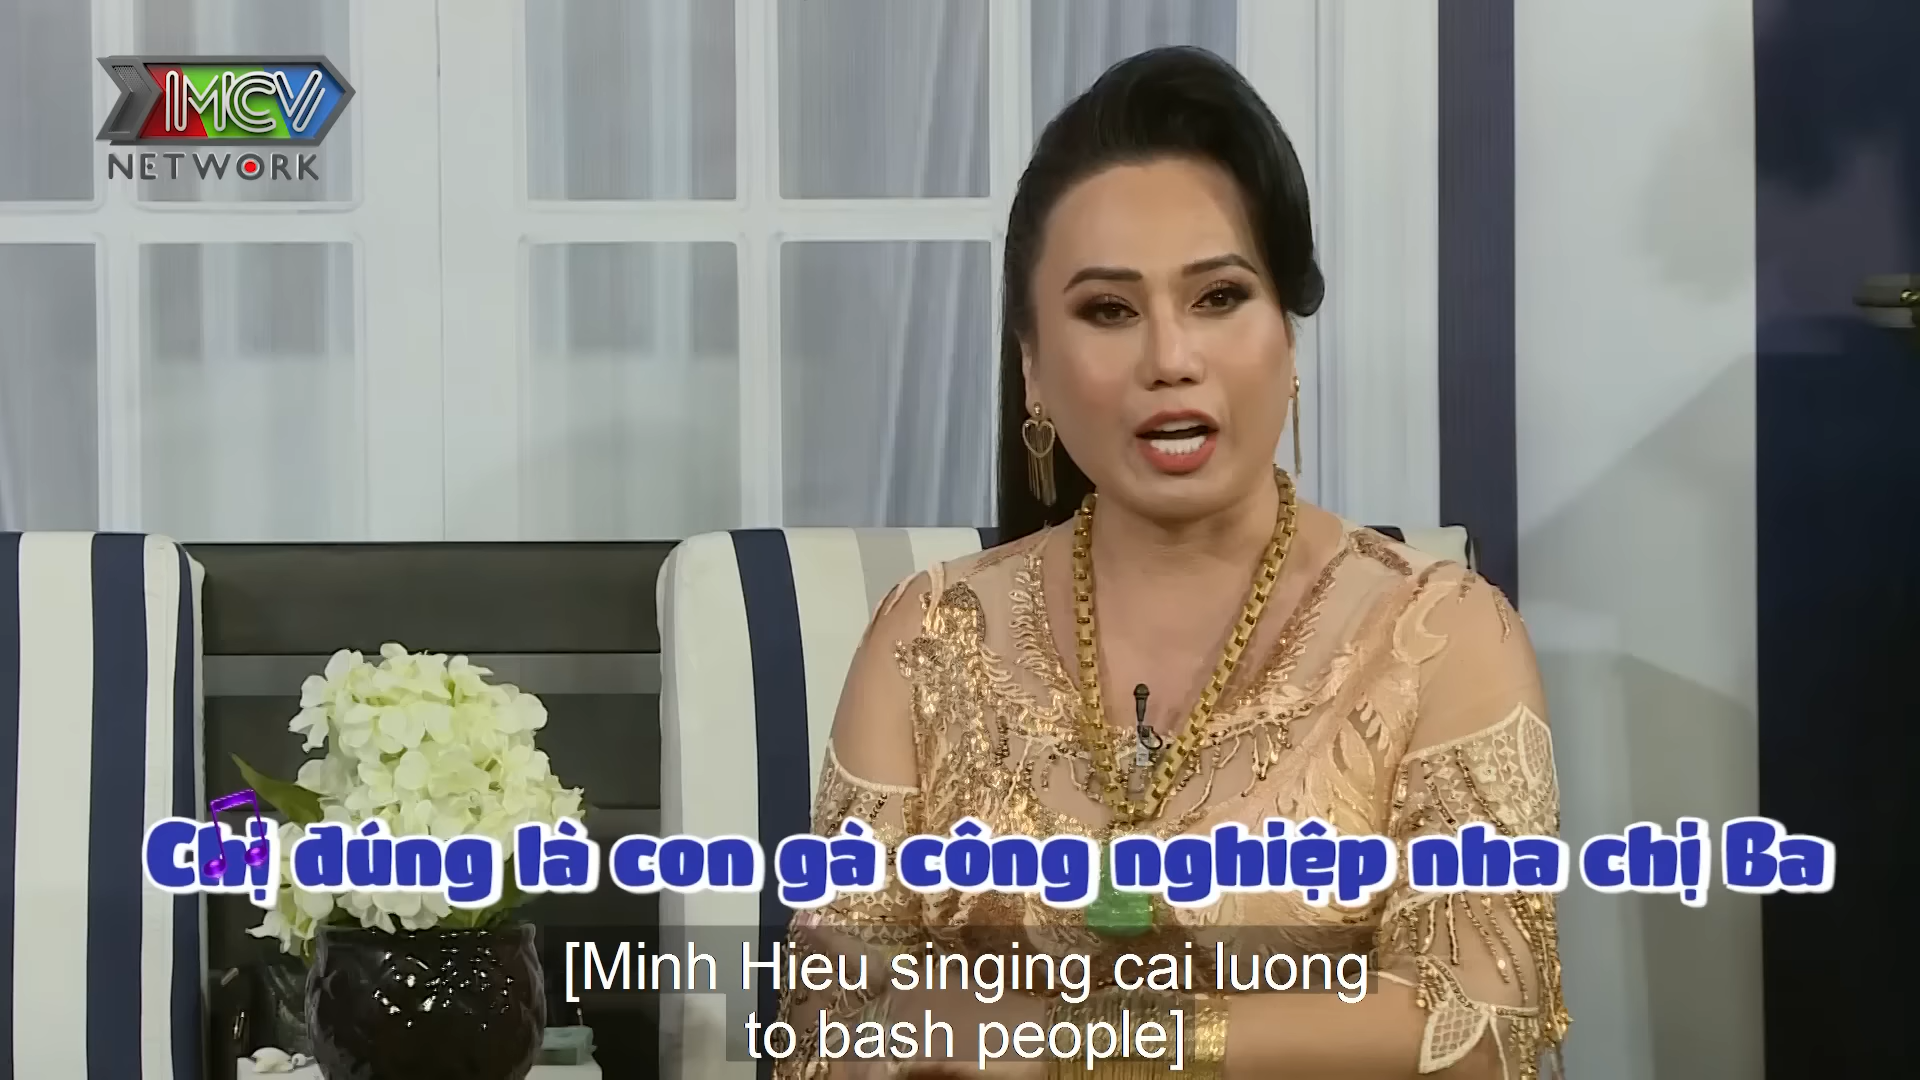 MCV
NETWORK
Chị đúng là con gà công nghiệp nha chị Ba
[Minh Hieu singing cai luong
to bash people]